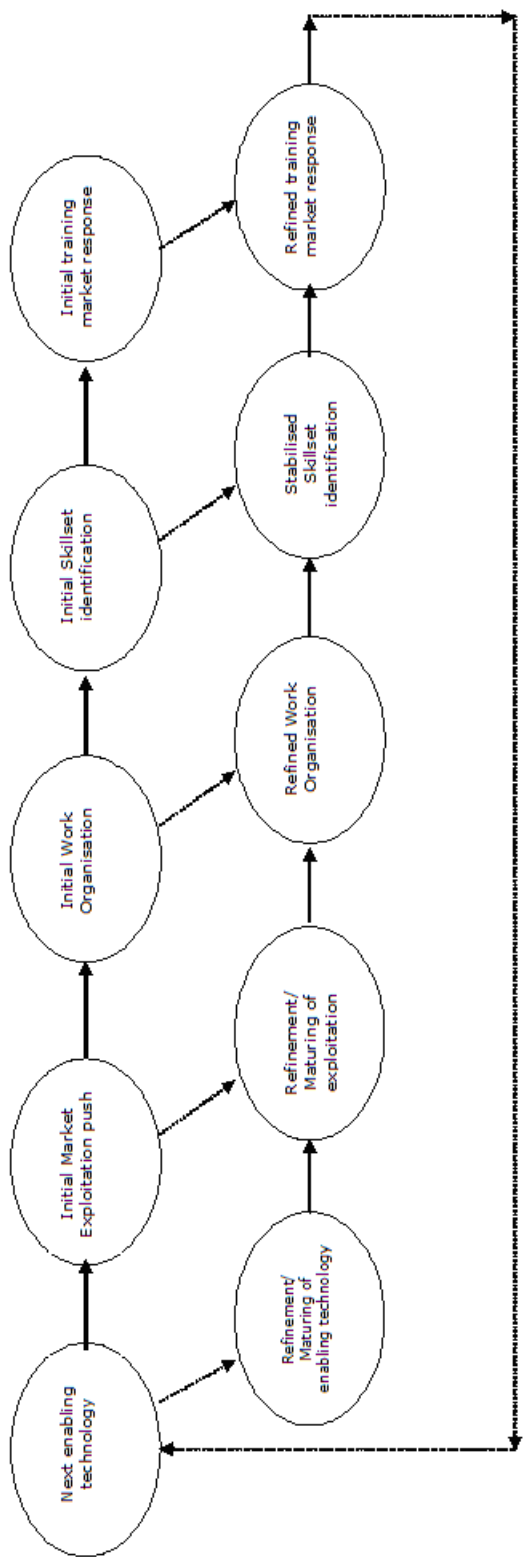 Next enabling
technology
Initial Market
Exploitation push
Initial Work
Organisation
Initial Skillset
identification
Initial training
market response
Refinement/
Maturing of
enabling technology
Refinement/
Maturing of
exploitation
Refined Work
Organisation
Stabilised
Skillset
identification
Refined training
market response